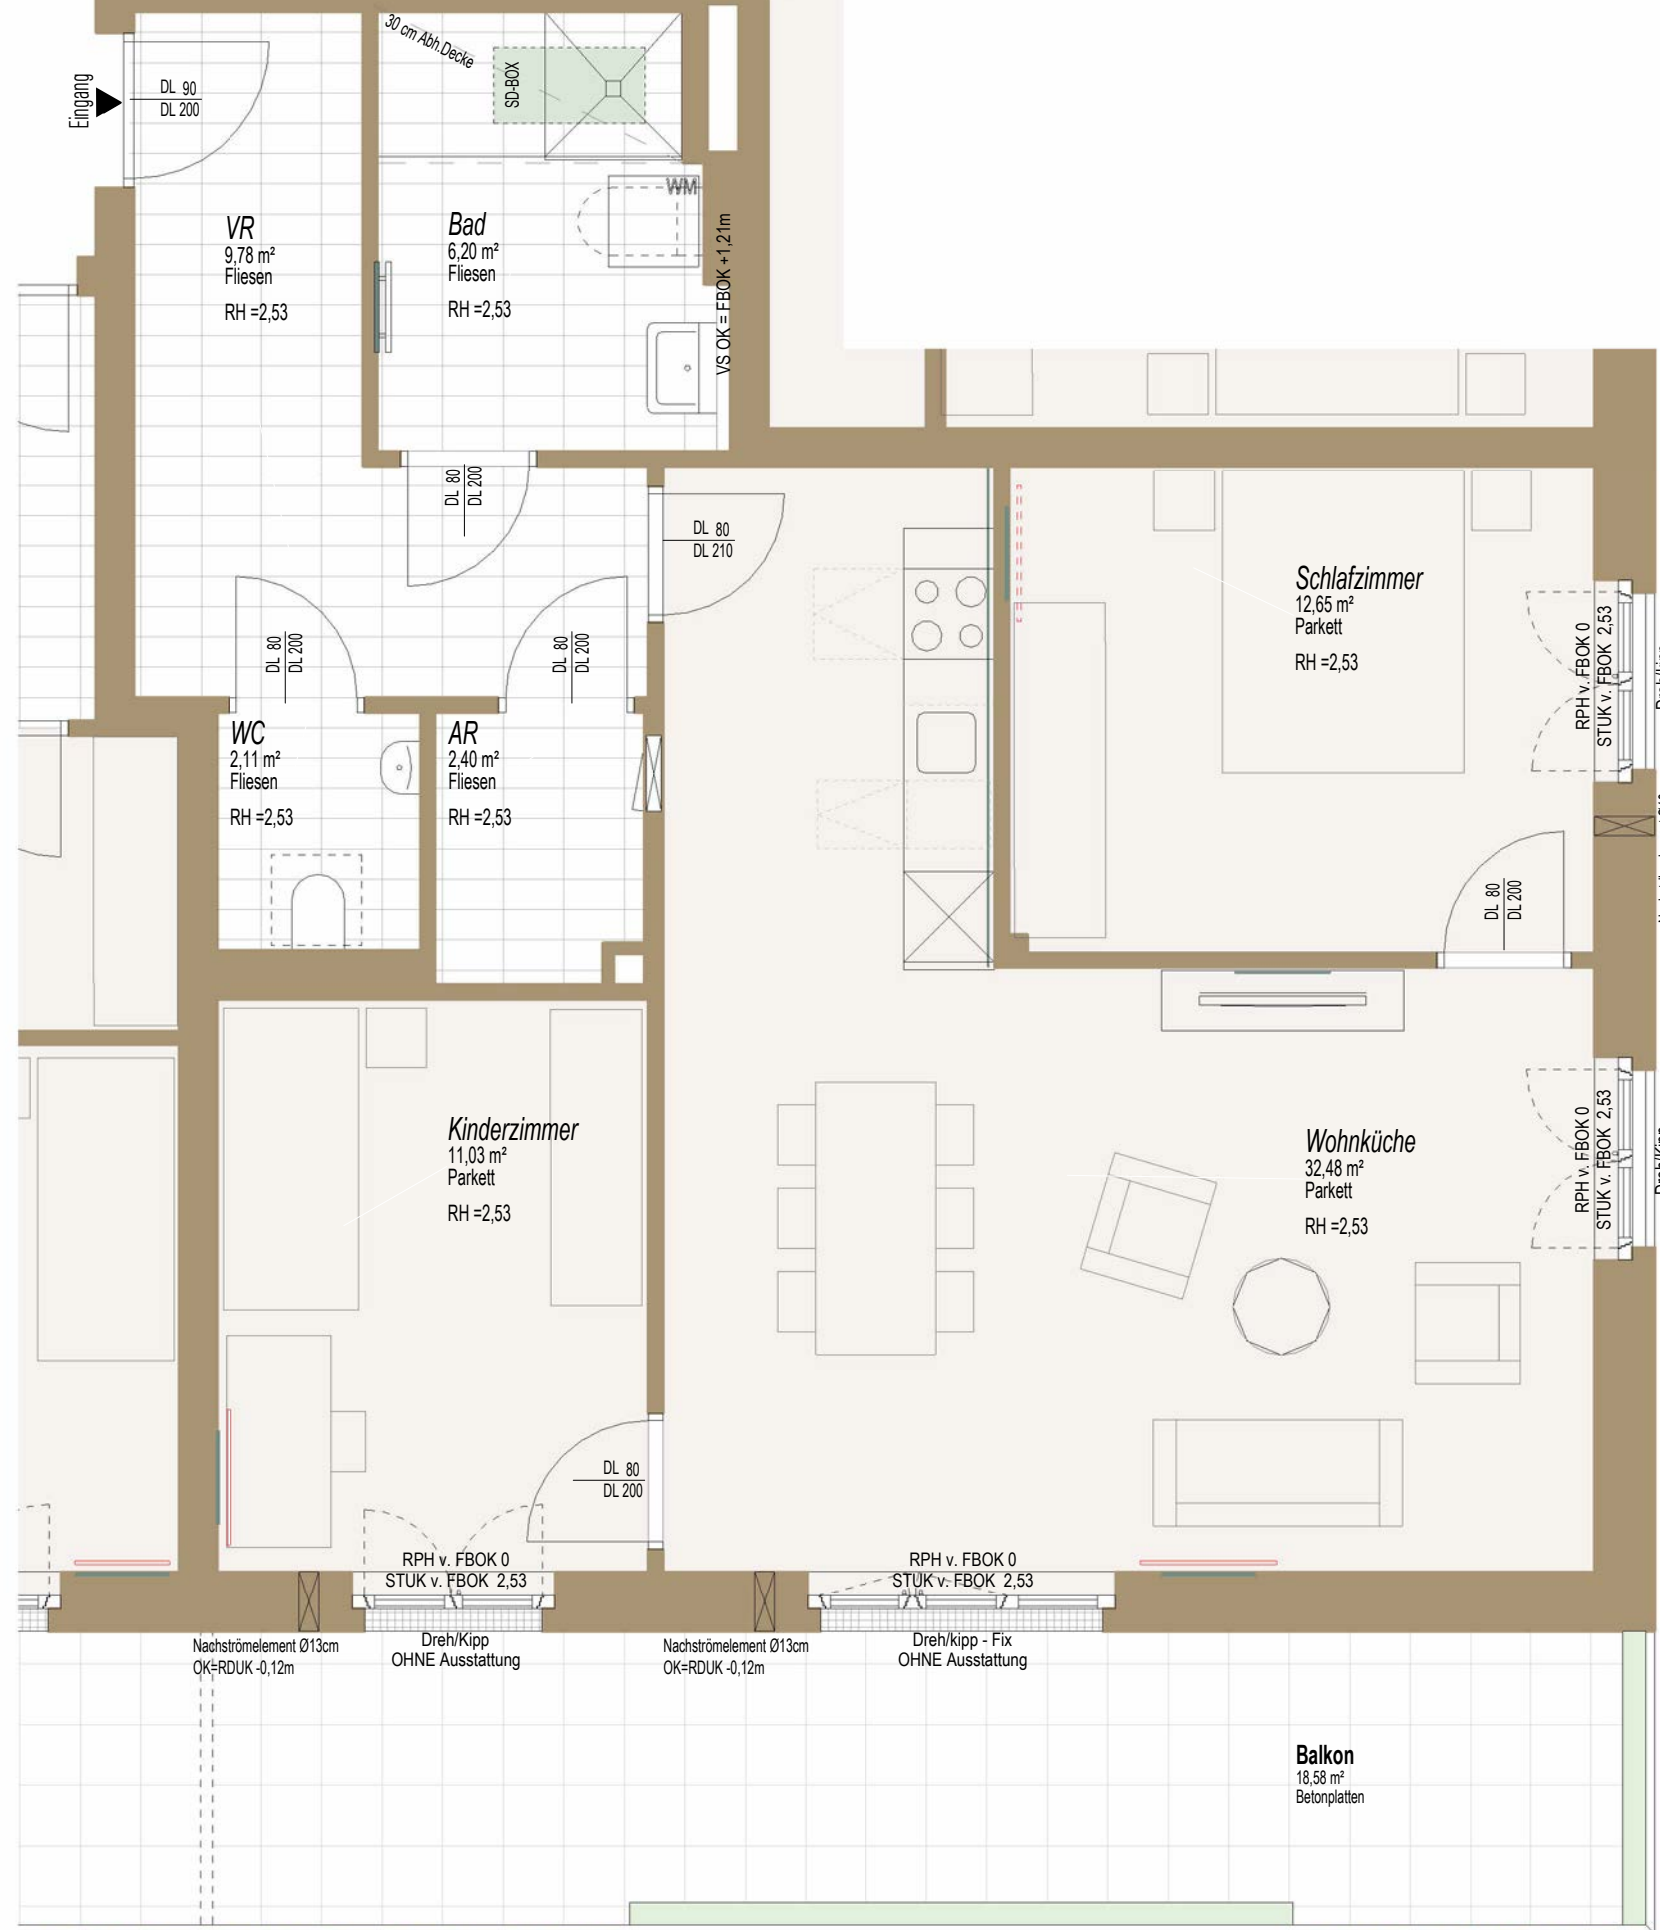 30 cm Abh.Decke
SD-BOX
Eingang
DL 90
DL 200
WM
VR
9,78 m²
Fliesen
RH =2,53
Bad
6,20 m²
Fliesen
RH =2,53
VS OK = FBOK +1,21m
DL 80
DL 200
DL 80
DL 210
Schlafzimmer
12,65 m²
Parkett
RH =2,53
RPH v. FBOK 0
STUK v. FBOK 2,53
DL 80
DL 200
DL 80
DL 200
WC
2,11 m²
Fliesen
RH =2,53
AR
2,40 m²
Fliesen
RH =2,53
DL 80
DL 200
Kinderzimmer
11,03 m²
Parkett
RH =2,53
Wohnküche
32,48 m²
Parkett
RH =2,53
RPH v. FBOK 0
STUK v. FBOK 2,53
DL 80
DL 200
RPH v. FBOK 0
STUK v. FBOK 2,53
RPH v. FBOK 0
STUK v. FBOK 2,53
Nachströmelement Ø13cm
OK=RDUK -0,12m
Dreh/Kipp
OHNE Ausstattung
Nachströmelement Ø13cm
OK=RDUK -0,12m
Dreh/kipp - Fix
OHNE Ausstattung
Balkon
18,58 m²
Betonplatten